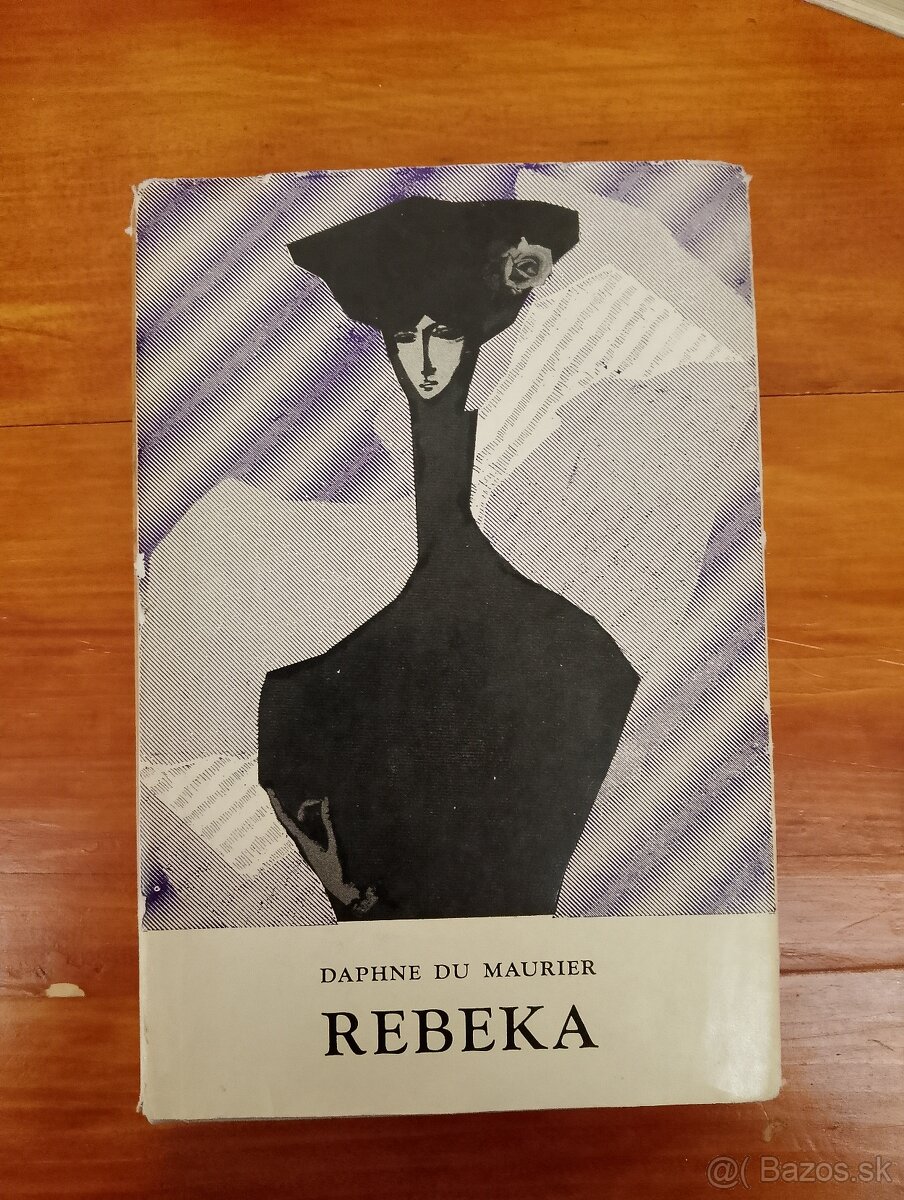 DAPHNE DU MAURIER
REBEKA
@( Bazos.sk